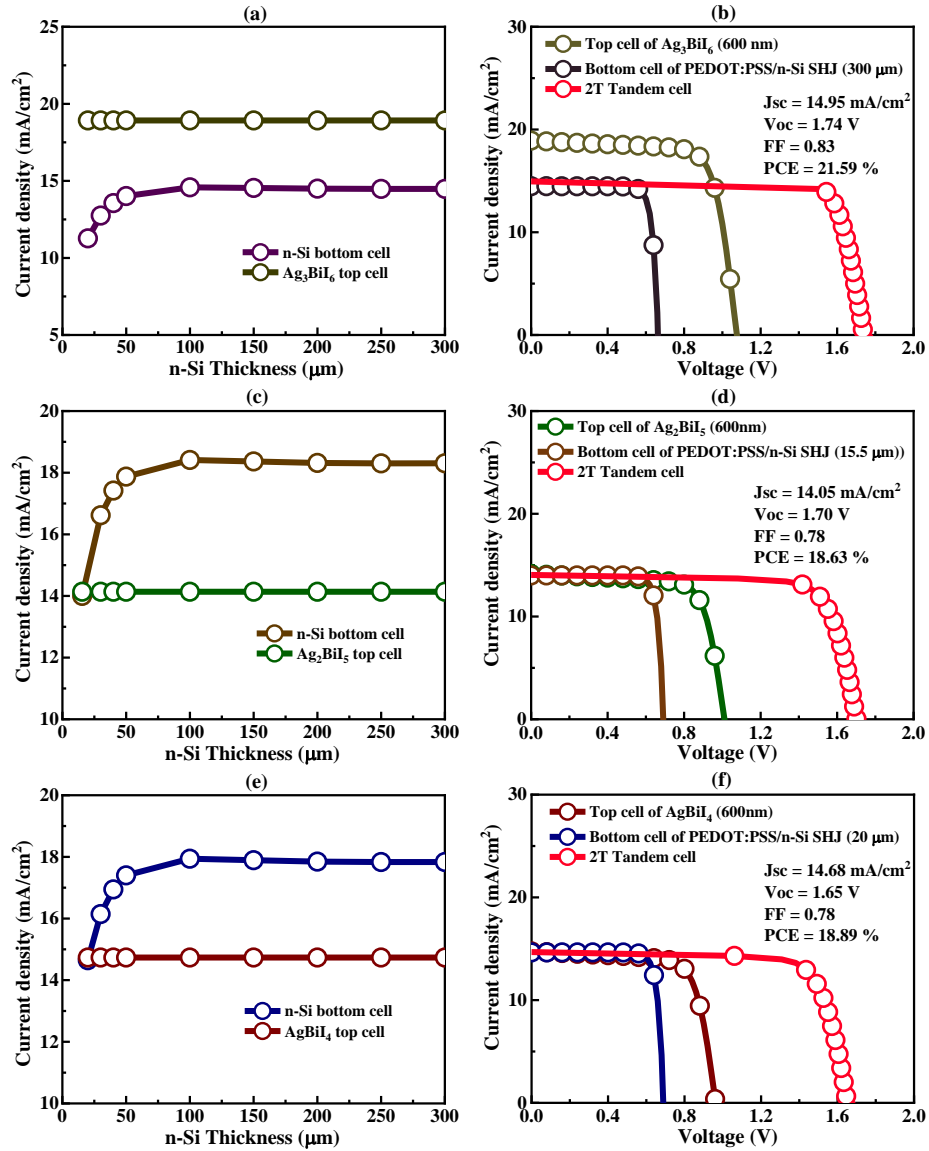 (a)
Current density (mA/cm²)
25
20
15
10
5
0
50
100
150
200
250
300
n-Si bottom cell
Ag₃BiI₆ top cell
n-Si Thickness (μm)
(b)
Current density (mA/cm²)
30
20
10
0
0.0
0.4
0.8
1.2
1.6
2.0
Top cell of Ag₃BiI₆ (600 nm)
Bottom cell of PEDOT:PSS/n-Si SHJ (300 μm)
2T Tandem cell
Jsc = 14.95 mA/cm²
Voc = 1.74 V
FF = 0.83
PCE = 21.59 %
Voltage (V)
(c)
Current density (mA/cm²)
20
18
16
14
12
10
0
50
100
150
200
250
300
n-Si bottom cell
Ag₂BiI₅ top cell
n-Si Thickness (μm)
(d)
Current density (mA/cm²)
30
20
10
0
0.0
0.4
0.8
1.2
1.6
2.0
Top cell of Ag₂BiI₅ (600nm)
Bottom cell of PEDOT:PSS/n-Si SHJ (15.5 μm))
2T Tandem cell
Jsc = 14.05 mA/cm²
Voc = 1.70 V
FF = 0.78
PCE = 18.63 %
Voltage (V)
(e)
Current density (mA/cm²)
20
18
16
14
12
10
0
50
100
150
200
250
300
n-Si bottom cell
AgBiI₄ top cell
n-Si Thickness (μm)
(f)
Current density (mA/cm²)
30
20
10
0
0.0
0.4
0.8
1.2
1.6
2.0
Top cell of AgBiI₄ (600nm)
Bottom cell of PEDOT:PSS/n-Si SHJ (20 μm)
2T Tandem cell
Jsc = 14.68 mA/cm²
Voc = 1.65 V
FF = 0.78
PCE = 18.89 %
Voltage (V)